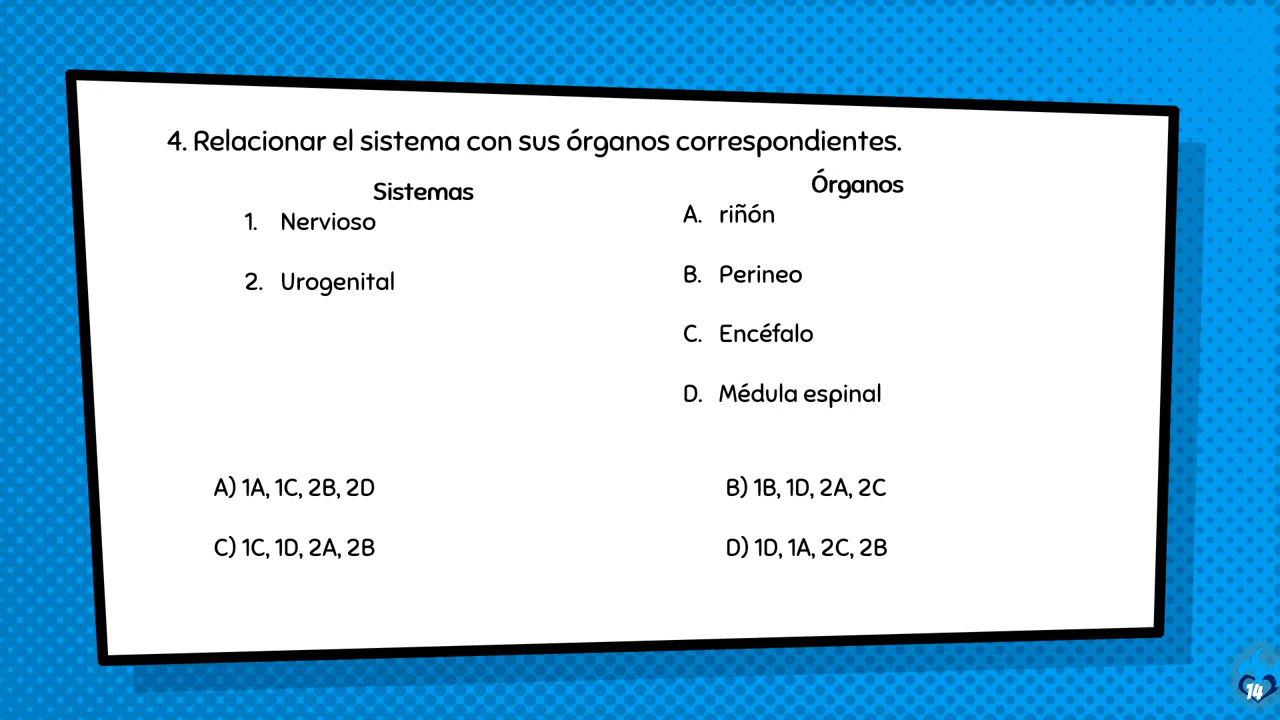 4. Relacionar el sistema con sus órganos correspondientes.
Sistemas
1. Nervioso
2. Urogenital
Órganos
A. riñón
B. Perineo
C. Encéfalo
D. Médula espinal
A) 1A, 1C, 2B, 2D
B) 1B, 1D, 2A, 2C
C) 1C, 1D, 2A, 2B
D) 1D, 1A, 2C, 2B
14